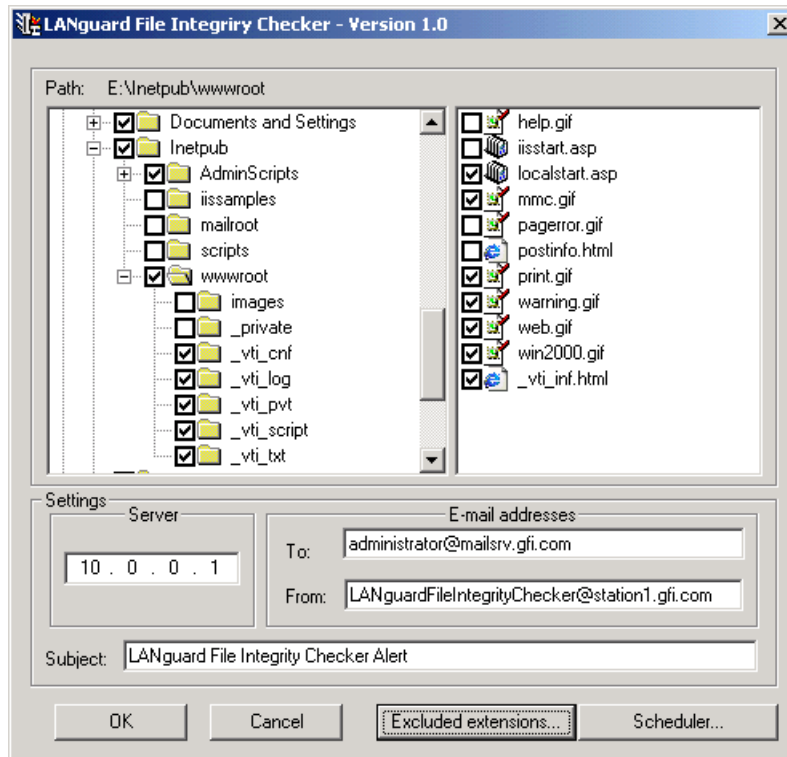 LANguard File Integriry Checker - Version 1.0
Path: E:\Inetpub\wwwroot
Documents and Settings
Inetpub
AdminScripts
iissamples
mailroot
scripts
wwwroot
images
_private
_vti_cnf
_vti_log
_vti_pvt
_vti_script
_vti_txt
help.gif
iisstart.asp
localstart.asp
mmc.gif
pagerror.gif
postinfo.html
print.gif
warning.gif
web.gif
win2000.gif
_vti_inf.html
Settings
Server
10 . 0 . 0 . 1
E-mail addresses
To: administrator@mailsrv.gfi.com
From: LANguardFileIntegrityChecker@station1.gfi.com
Subject: LANguard File Integrity Checker Alert
OK Cancel Excluded extensions... Scheduler...